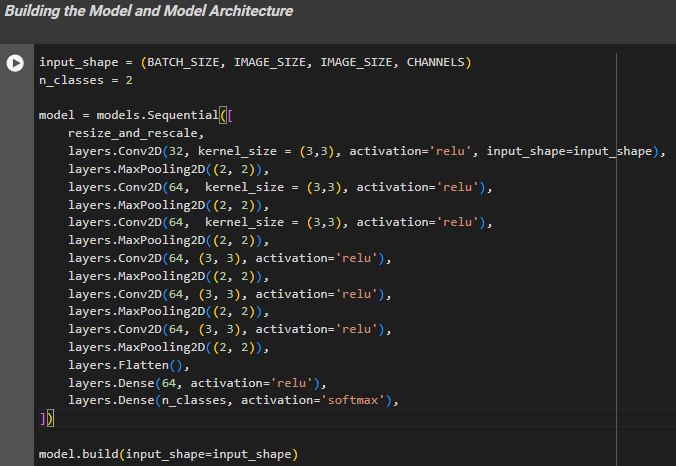 Building the Model and Model Architecture
input_shape = (BATCH_SIZE, IMAGE_SIZE, IMAGE_SIZE, CHANNELS)
n_classes = 2
model = models.Sequential([
    resize_and_rescale,
    layers.Conv2D(32, kernel_size = (3,3), activation='relu', input_shape=input_shape),
    layers.MaxPooling2D((2, 2)),
    layers.Conv2D(64,  kernel_size = (3,3), activation='relu'),
    layers.MaxPooling2D((2, 2)),
    layers.Conv2D(64,  kernel_size = (3,3), activation='relu'),
    layers.MaxPooling2D((2, 2)),
    layers.Conv2D(64, (3, 3), activation='relu'),
    layers.MaxPooling2D((2, 2)),
    layers.Conv2D(64, (3, 3), activation='relu'),
    layers.MaxPooling2D((2, 2)),
    layers.Conv2D(64, (3, 3), activation='relu'),
    layers.MaxPooling2D((2, 2)),
    layers.Flatten(),
    layers.Dense(64, activation='relu'),
    layers.Dense(n_classes, activation='softmax'),
])
model.build(input_shape=input_shape)